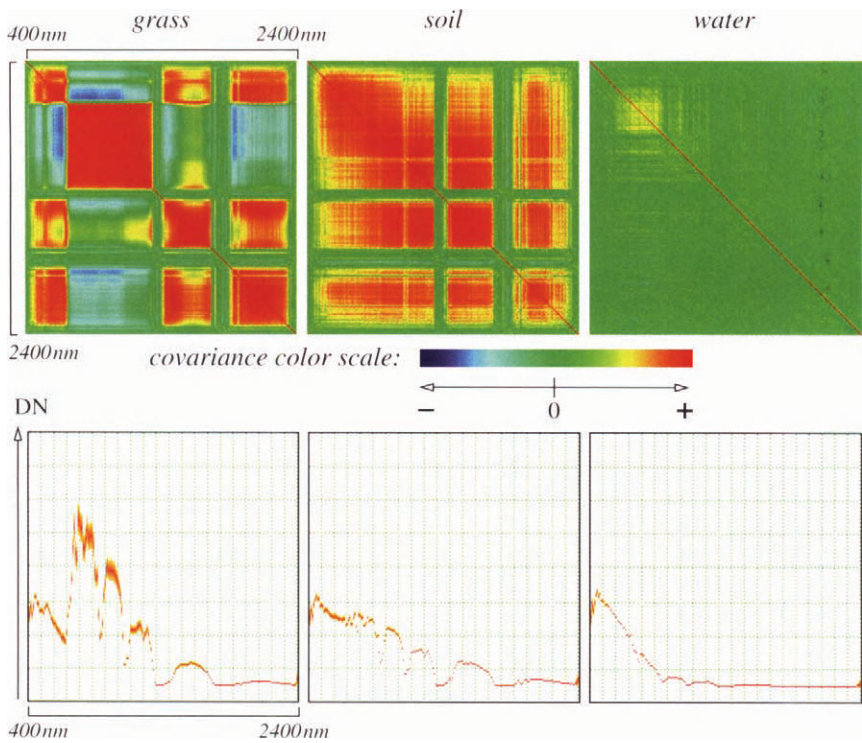 grass soil water
400nm 2400nm
2400nm
covariance color scale:
− 0 +
DN
400nm 2400nm